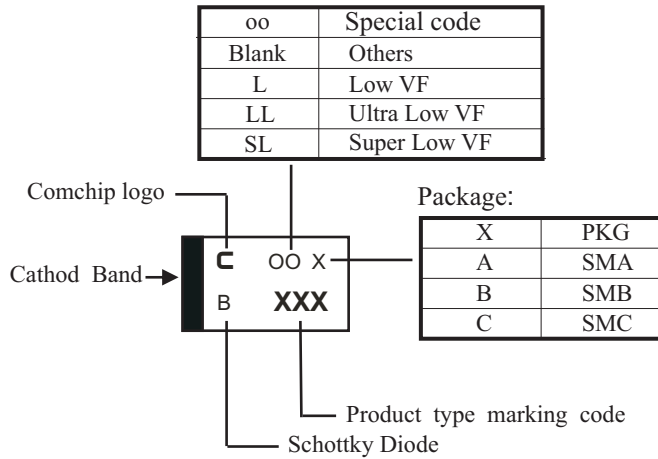 oo Special code
Blank Others
L Low VF
LL Ultra Low VF
SL Super Low VF
Comchip logo
Package:
X PKG
A SMA
B SMB
C SMC
Cathod Band
C OO X
B XXX
Product type marking code
Schottky Diode